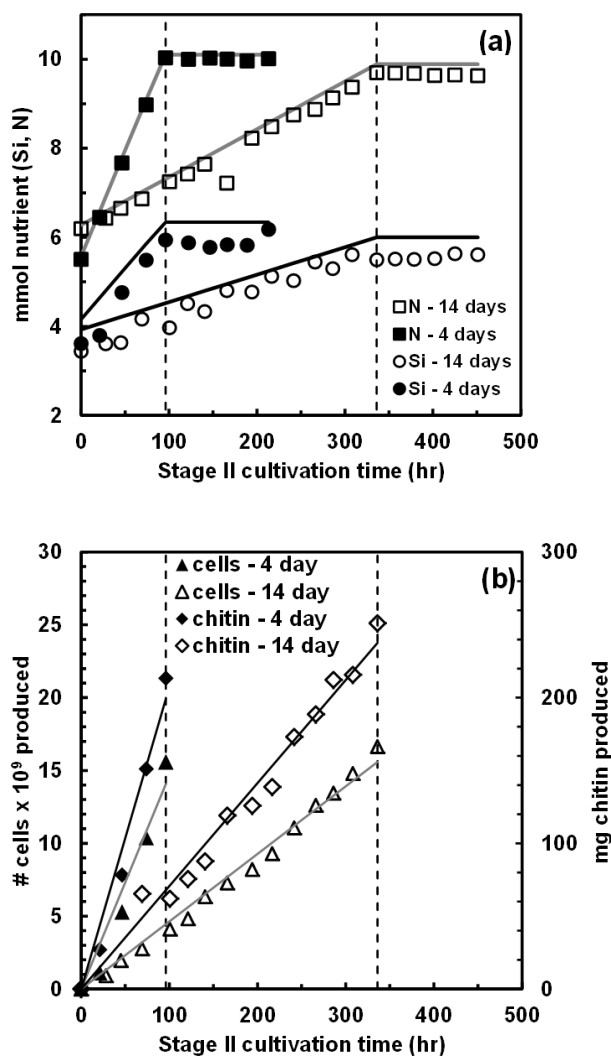 (a)
10
8
6
4
2
mmol nutrient (Si, N)
N - 14 days
N - 4 days
Si - 14 days
Si - 4 days
0 100 200 300 400 500
Stage II cultivation time (hr)
(b)
30
25
20
15
10
5
0
# cells x 10⁹ produced
cells - 4 day
cells - 14 day
chitin - 4 day
chitin - 14 day
300
200
100
0
mg chitin produced
0 100 200 300 400 500
Stage II cultivation time (hr)